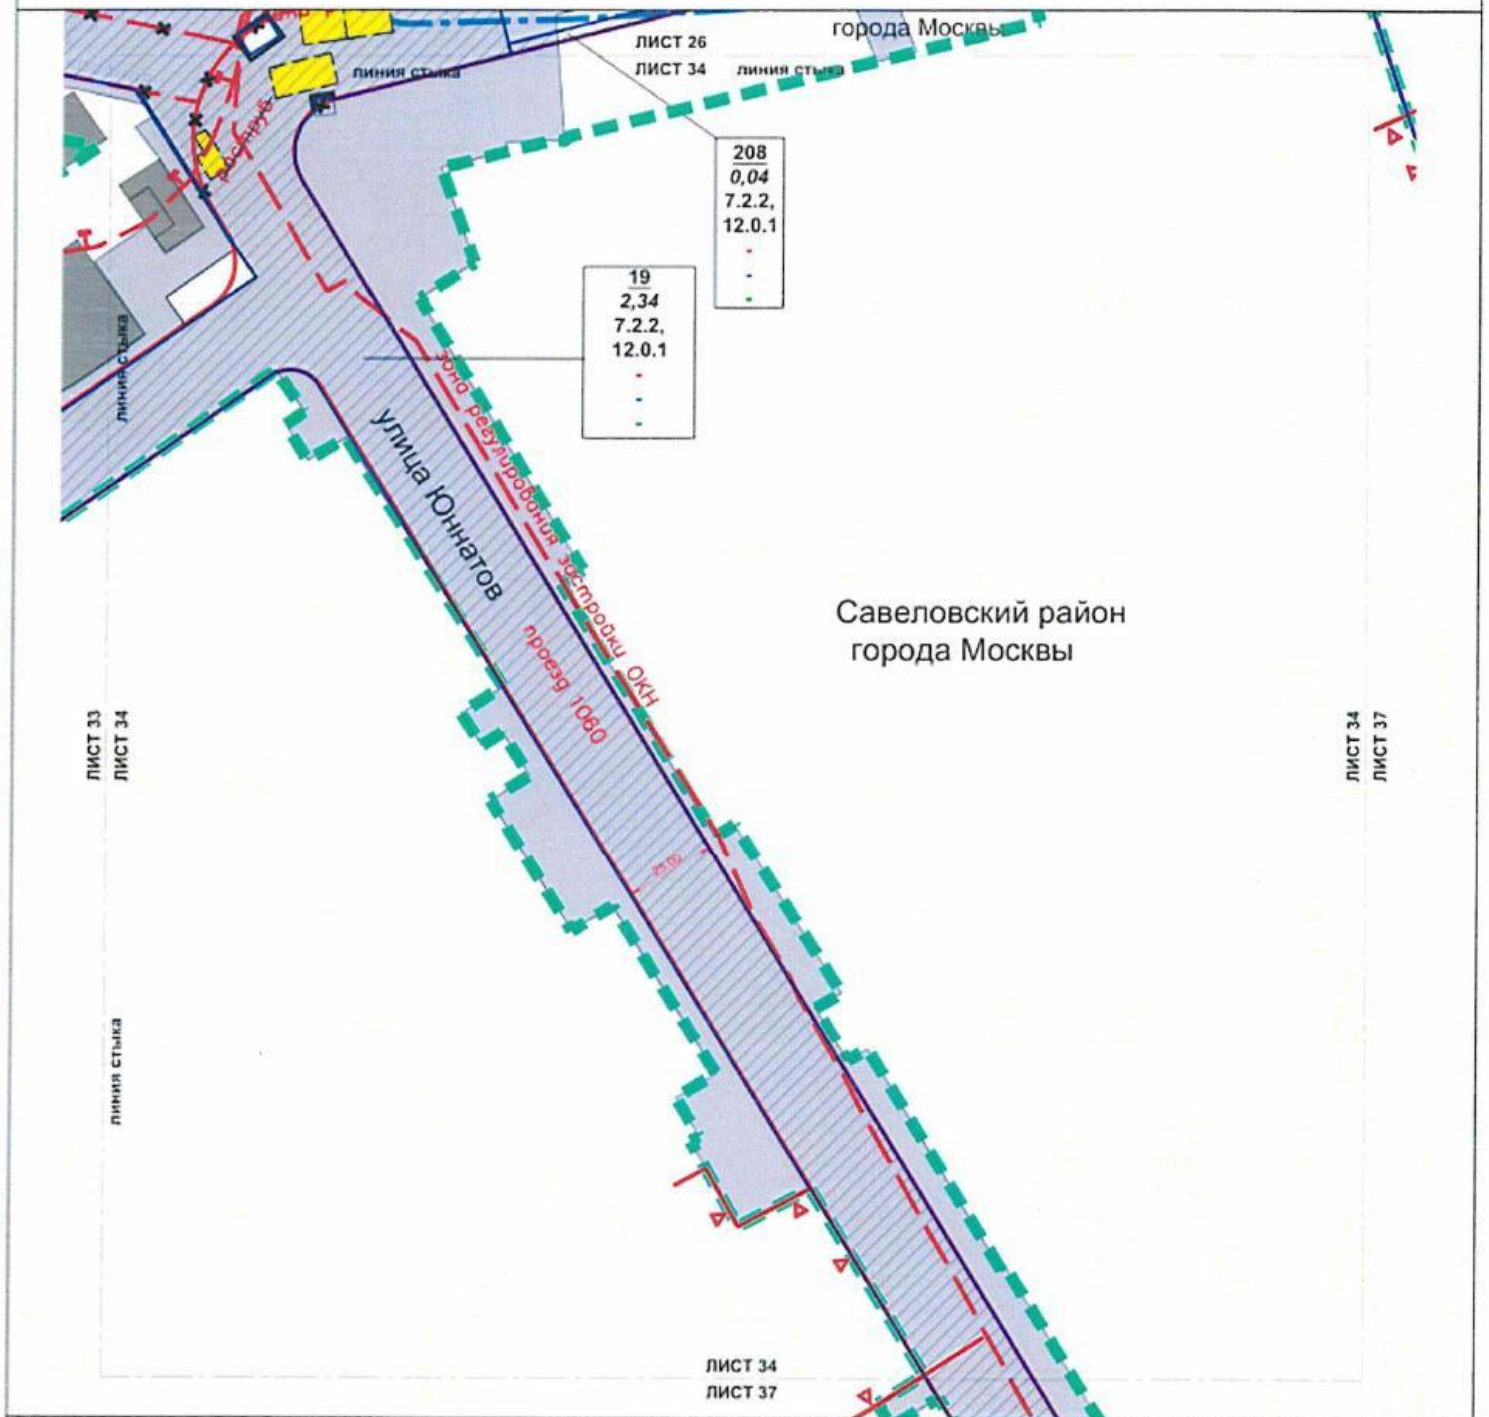 города Москвы
ЛИСТ 26
ЛИСТ 34
линия стыка
линия стыка
208
0,04
7.2.2,
12.0.1
-
-
-
19
2,34
7.2.2,
12.0.1
-
-
-
линия стыка
улица Юннатов
зона регулирования застройки ОКН
проезд 1060
Савеловский район
города Москвы
ЛИСТ 33
ЛИСТ 34
ЛИСТ 34
ЛИСТ 37
25.00
линия стыка
ЛИСТ 34
ЛИСТ 37